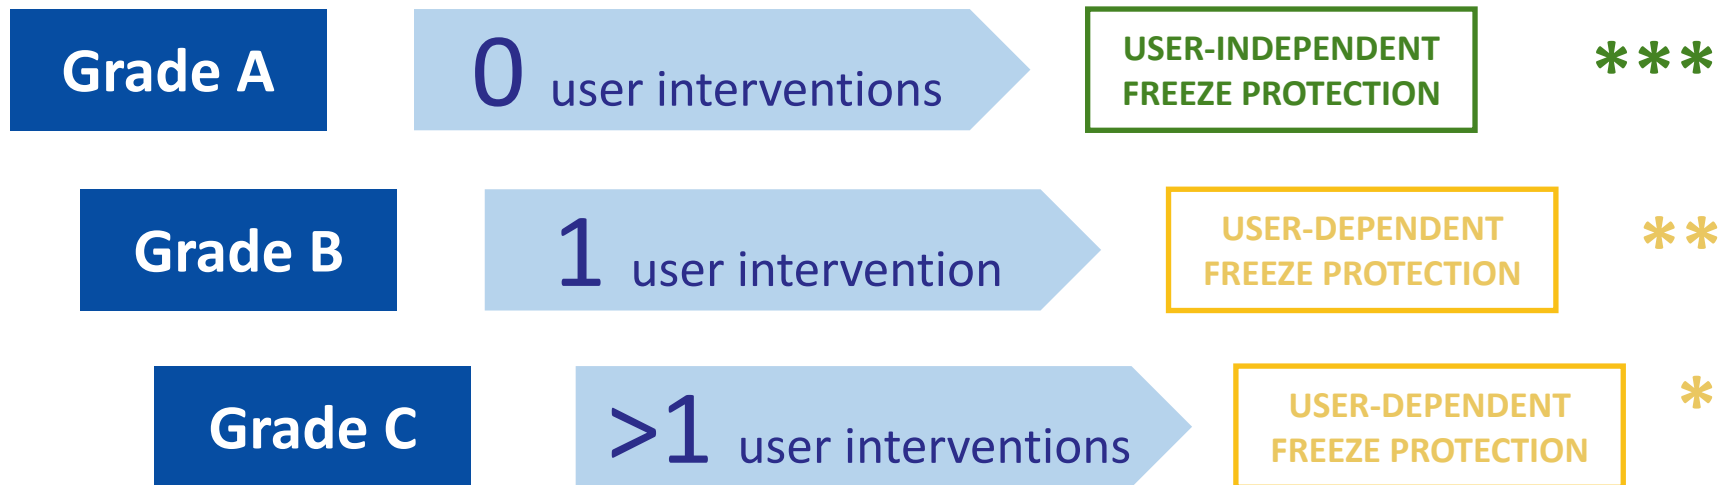 Grade A
0 user interventions
USER-INDEPENDENT
FREEZE PROTECTION
***
Grade B
1 user intervention
USER-DEPENDENT
FREEZE PROTECTION
**
Grade C
>1 user interventions
USER-DEPENDENT
FREEZE PROTECTION
*